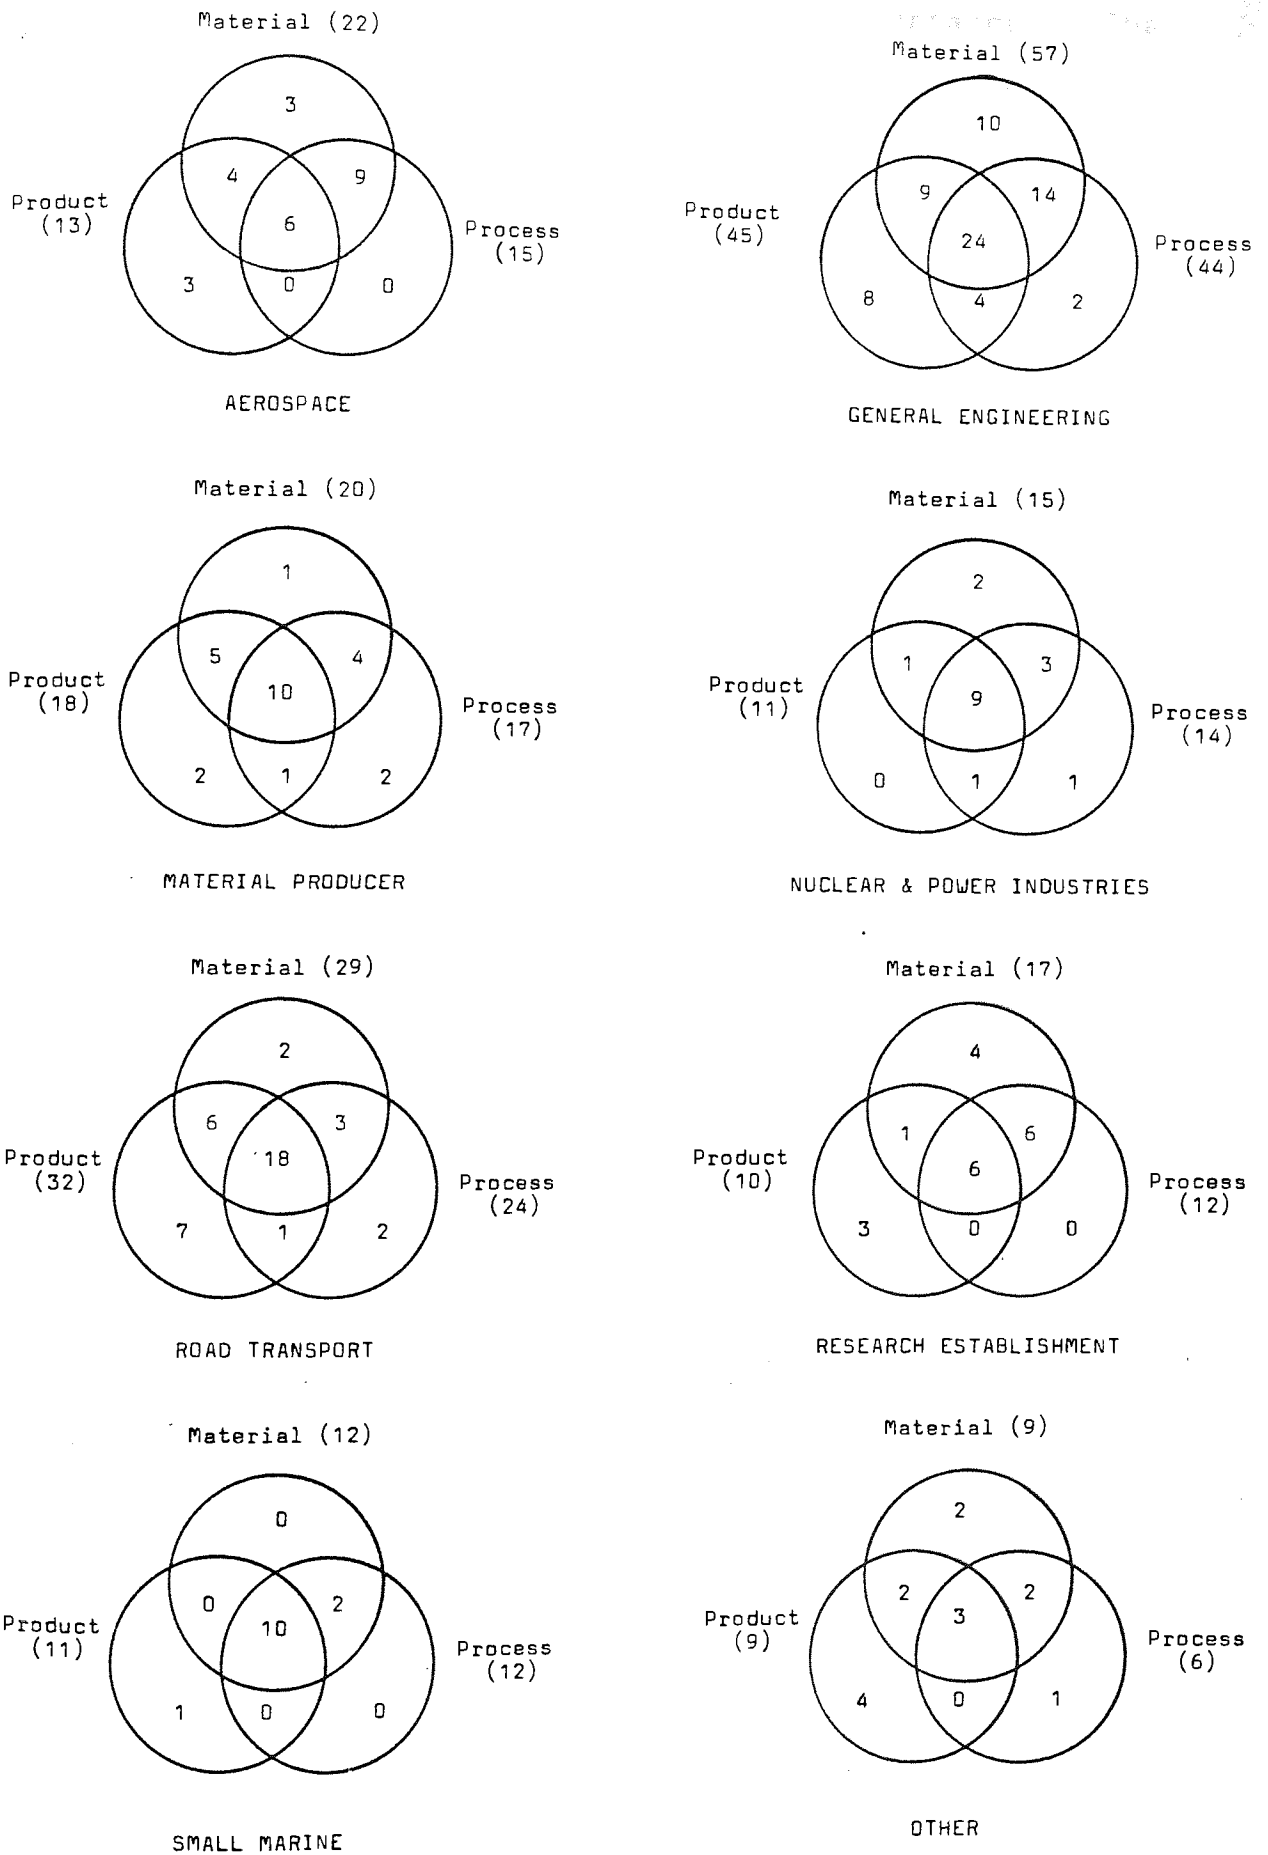 Material (22)
3
4
9
Product
(13)
6
Process
(15)
3
0
0
AEROSPACE
Material (57)
10
9
14
Product
(45)
24
Process
(44)
8
4
2
GENERAL ENGINEERING
Material (20)
1
5
4
Product
(18)
10
Process
(17)
2
1
2
MATERIAL PRODUCER
Material (15)
2
1
3
Product
(11)
9
Process
(14)
0
1
1
NUCLEAR & POWER INDUSTRIES
Material (29)
2
6
3
Product
(32)
18
Process
(24)
7
1
2
ROAD TRANSPORT
Material (17)
4
1
6
Product
(10)
6
Process
(12)
3
0
0
RESEARCH ESTABLISHMENT
Material (12)
0
0
2
Product
(11)
10
Process
(12)
1
0
0
SMALL MARINE
Material (9)
2
2
2
Product
(9)
3
Process
(6)
4
0
1
OTHER